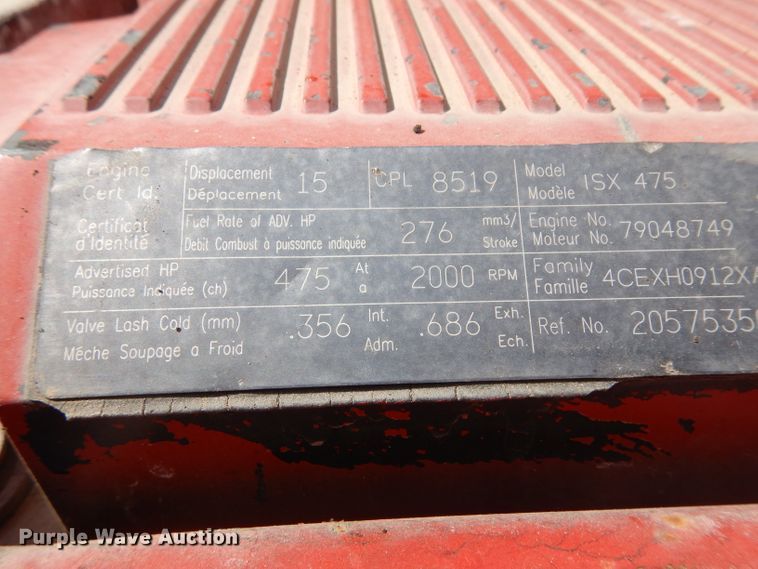 Engine
Cert Id.
Certificat
d'Identité
Displacement
Déplacement 15
CPL 8519
Model
Modèle ISX 475
Fuel Rate of ADV. HP
Debit Combust à puissance indiquée 276 mm3/
Stroke
Engine No.
Moteur No. 79048749
Advertised HP
Puissance Indiquée (ch) 475 At
a 2000 RPM
Family
Famille 4CEXH0912XA
Valve Lash Cold (mm)
Mêche Soupage a Froid
.356 Int.
Adm. .686 Exh.
Ech.
Ref. No. 2057535
Purple Wave Auction